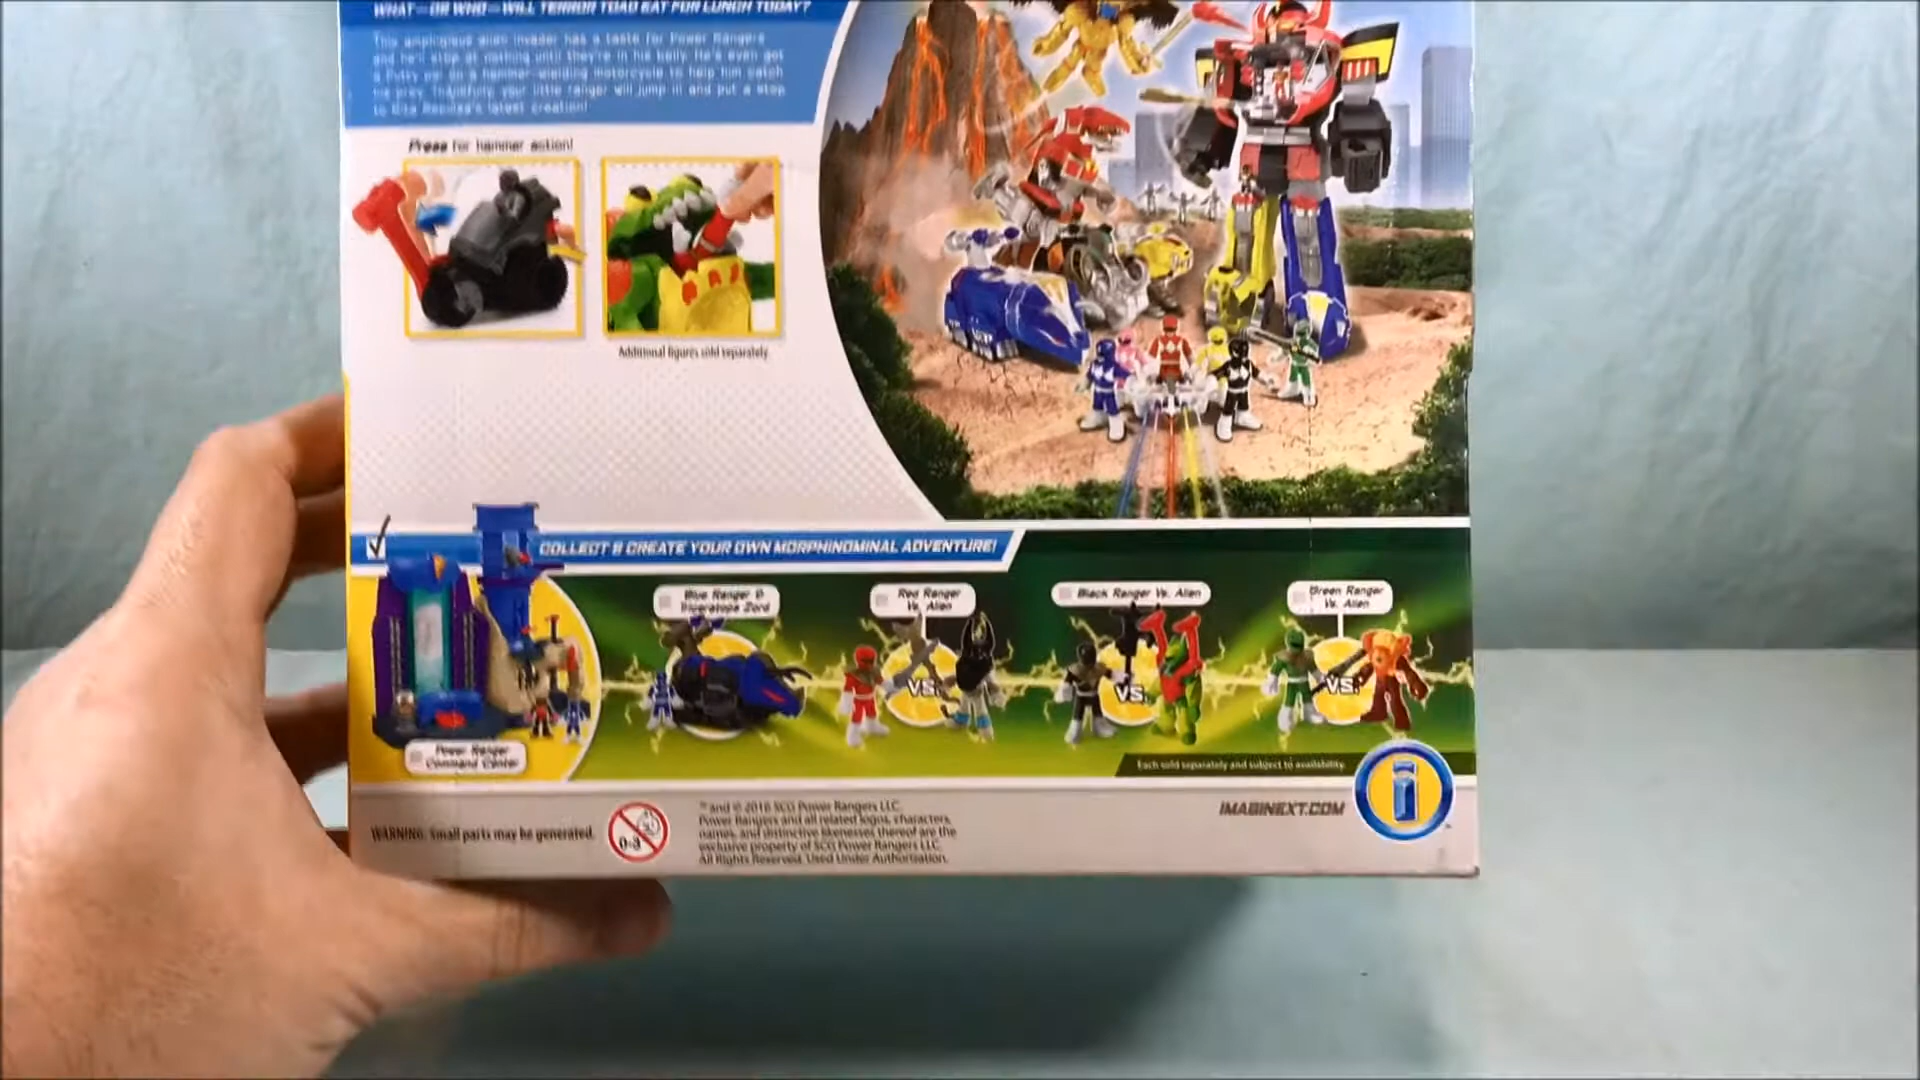 WHAT—OR WHO—WILL TERROR TOAD EAT FOR LUNCH TODAY?
This amphibious alien invader has a taste for Power Rangers
and he'll stop at nothing until they're in his belly. He's even got
a Putty up on a hammer-wielding motorcycle to help him catch
his prey. Thankfully, your little ranger will jump in and put a stop
to Rita Repulsa's latest creation!
Press for hammer action!
Additional figures sold separately.
COLLECT & CREATE YOUR OWN MORPHINOMINAL ADVENTURE!
Blue Ranger &
Triceratops Zord
Red Ranger
Vs. Alien
Black Ranger Vs. Alien
Green Ranger
Vs. Alien
VS.
VS.
VS.
Power Ranger
Command Center
Each sold separately and subject to availability.
WARNING: Small parts may be generated.
0-3
™ and © 2016 SCG Power Rangers LLC.
Power Rangers and all related logos, characters,
names, and distinctive likenesses thereof are the
exclusive property of SCG Power Rangers LLC.
All Rights Reserved. Used Under Authorization.
IMAGINEXT.COM
i